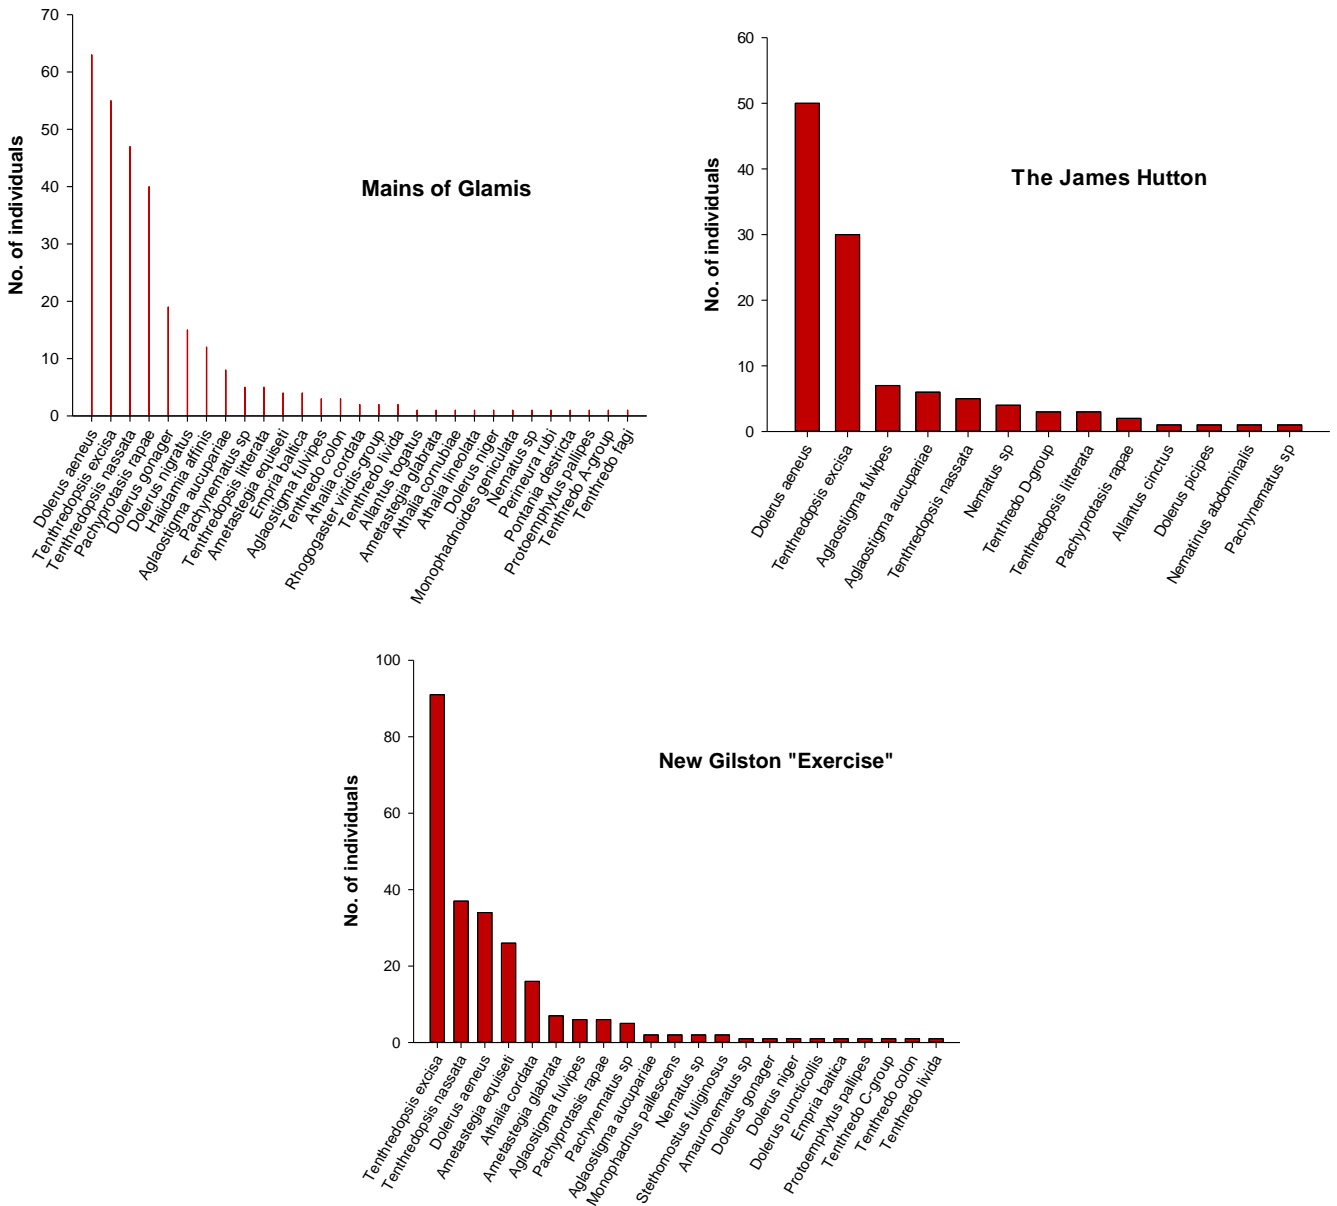 70
60
50
40
30
20
10
0
No. of individuals
Mains of Glamis
Dolerus aeneus
Tenthredopsis excisa
Tenthredopsis nassata
Pachyprotasis rapae
Dolerus gonager
Dolerus nigratus
Halidamia affinis
Aglaostigma aucupariae
Pachynematus sp
Tenthredopsis litterata
Ametastegia equiseti
Empria baltica
Aglaostigma fulvipes
Tenthredo colon
Athalia cordata
Rhogogaster viridis-group
Tenthredo livida
Allantus togatus
Ametastegia glabrata
Athalia cornubiae
Athalia lineolata
Dolerus niger
Monophadnoides geniculata
Nematus sp
Perineura rubi
Pontania destricta
Protoemphytus pallipes
Tenthredo A-group
Tenthredo fagi
60
50
40
30
20
10
0
No. of individuals
The James Hutton
Dolerus aeneus
Tenthredopsis excisa
Aglaostigma fulvipes
Aglaostigma aucupariae
Tenthredopsis nassata
Nematus sp
Tenthredo D-group
Tenthredopsis litterata
Pachyprotasis rapae
Allantus cinctus
Dolerus picipes
Nematinus abdominalis
Pachynematus sp
100
80
60
40
20
0
No. of individuals
New Gilston "Exercise"
Tenthredopsis excisa
Tenthredopsis nassata
Dolerus aeneus
Ametastegia equiseti
Athalia cordata
Ametastegia glabrata
Aglaostigma fulvipes
Pachyprotasis rapae
Pachynematus sp
Aglaostigma aucupariae
Monophadnus pallescens
Nematus sp
Stethomostus fuliginosus
Amauronematus sp
Dolerus gonager
Dolerus niger
Dolerus puncticollis
Empria baltica
Protoemphytus pallipes
Tenthredo C-group
Tenthredo colon
Tenthredo livida